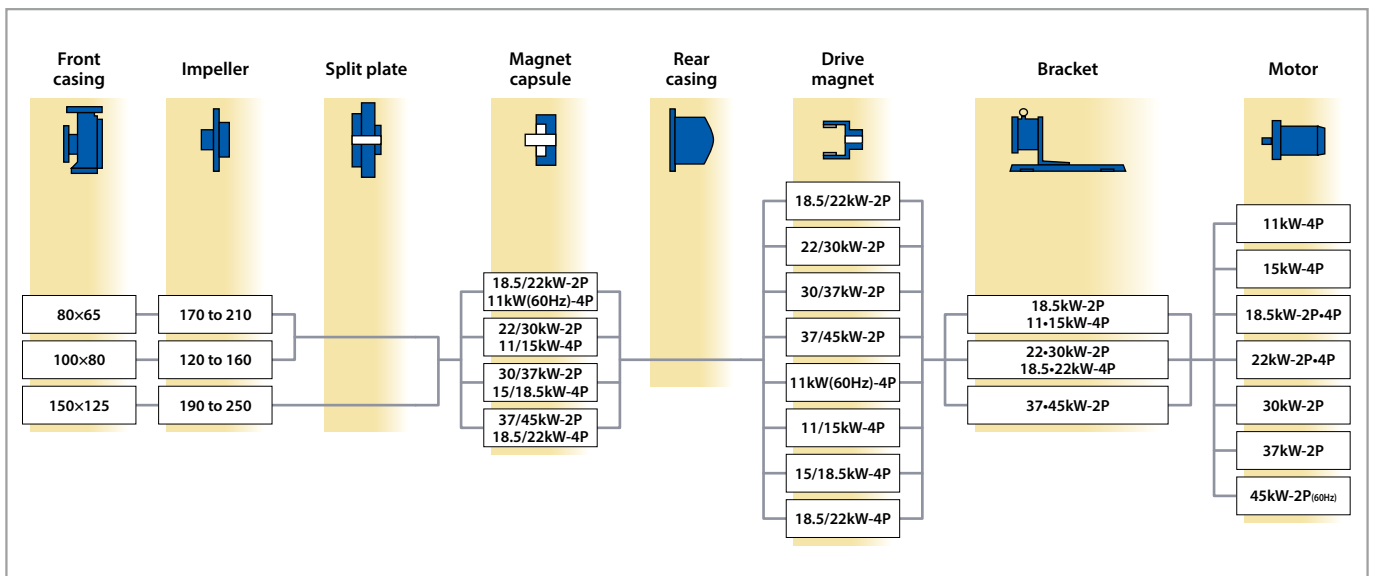 Front
casing
Impeller
Split plate
Magnet
capsule
Rear
casing
Drive
magnet
Bracket
Motor
80×65
100×80
150×125
170 to 210
120 to 160
190 to 250
18.5/22kW-2P
11kW(60Hz)-4P
22/30kW-2P
11/15kW-4P
30/37kW-2P
15/18.5kW-4P
37/45kW-2P
18.5/22kW-4P
18.5/22kW-2P
22/30kW-2P
30/37kW-2P
37/45kW-2P
11kW(60Hz)-4P
11/15kW-4P
15/18.5kW-4P
18.5/22kW-4P
18.5kW-2P
11•15kW-4P
22•30kW-2P
18.5•22kW-4P
37•45kW-2P
11kW-4P
15kW-4P
18.5kW-2P•4P
22kW-2P•4P
30kW-2P
37kW-2P
45kW-2P(60Hz)